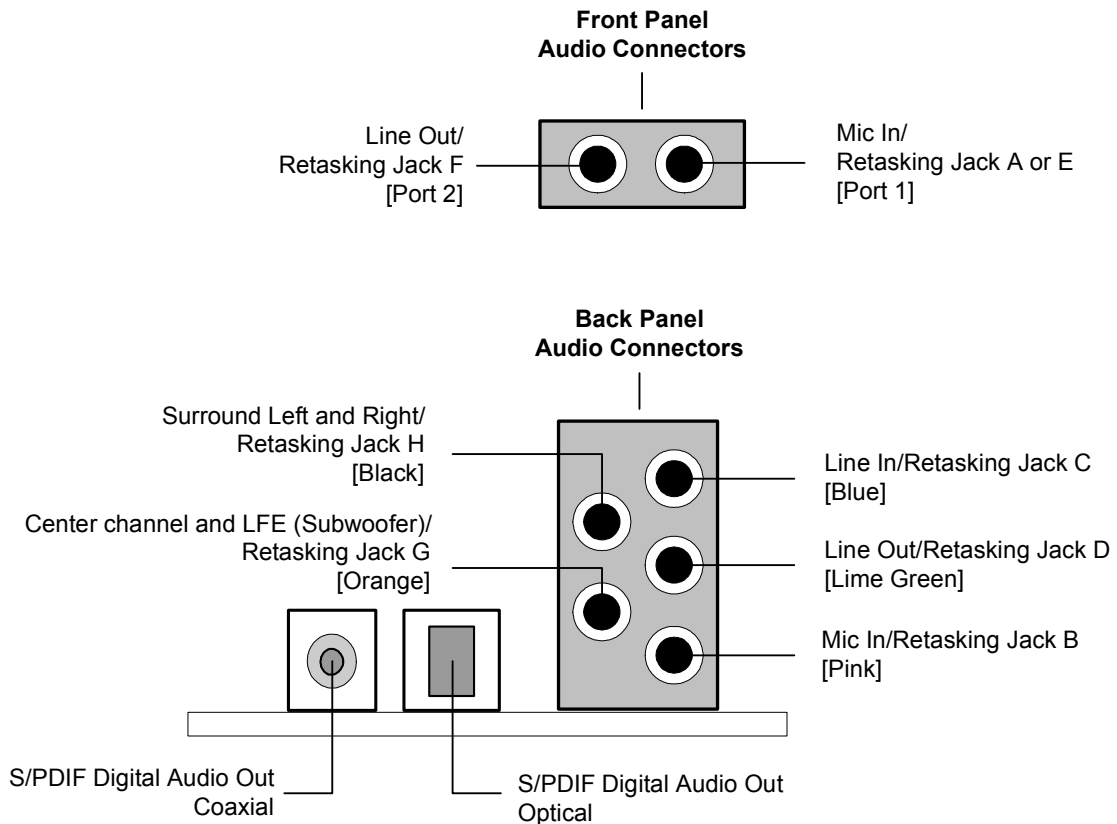 Front Panel
Audio Connectors
Line Out/
Retasking Jack F
[Port 2]
Mic In/
Retasking Jack A or E
[Port 1]
Back Panel
Audio Connectors
Surround Left and Right/
Retasking Jack H
[Black]
Center channel and LFE (Subwoofer)/
Retasking Jack G
[Orange]
Line In/Retasking Jack C
[Blue]
Line Out/Retasking Jack D
[Lime Green]
Mic In/Retasking Jack B
[Pink]
S/PDIF Digital Audio Out
Coaxial
S/PDIF Digital Audio Out
Optical